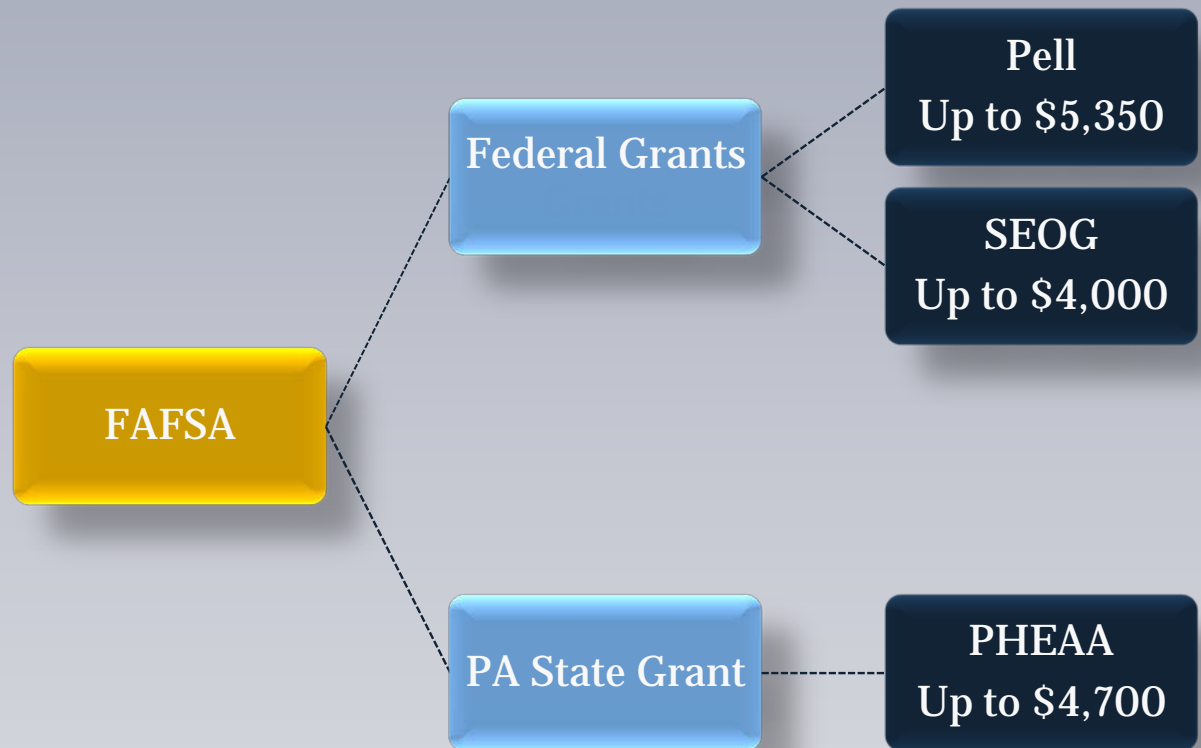 FAFSA
Federal Grants
Pell
Up to $5,350
SEOG
Up to $4,000
PA State Grant
PHEAA
Up to $4,700